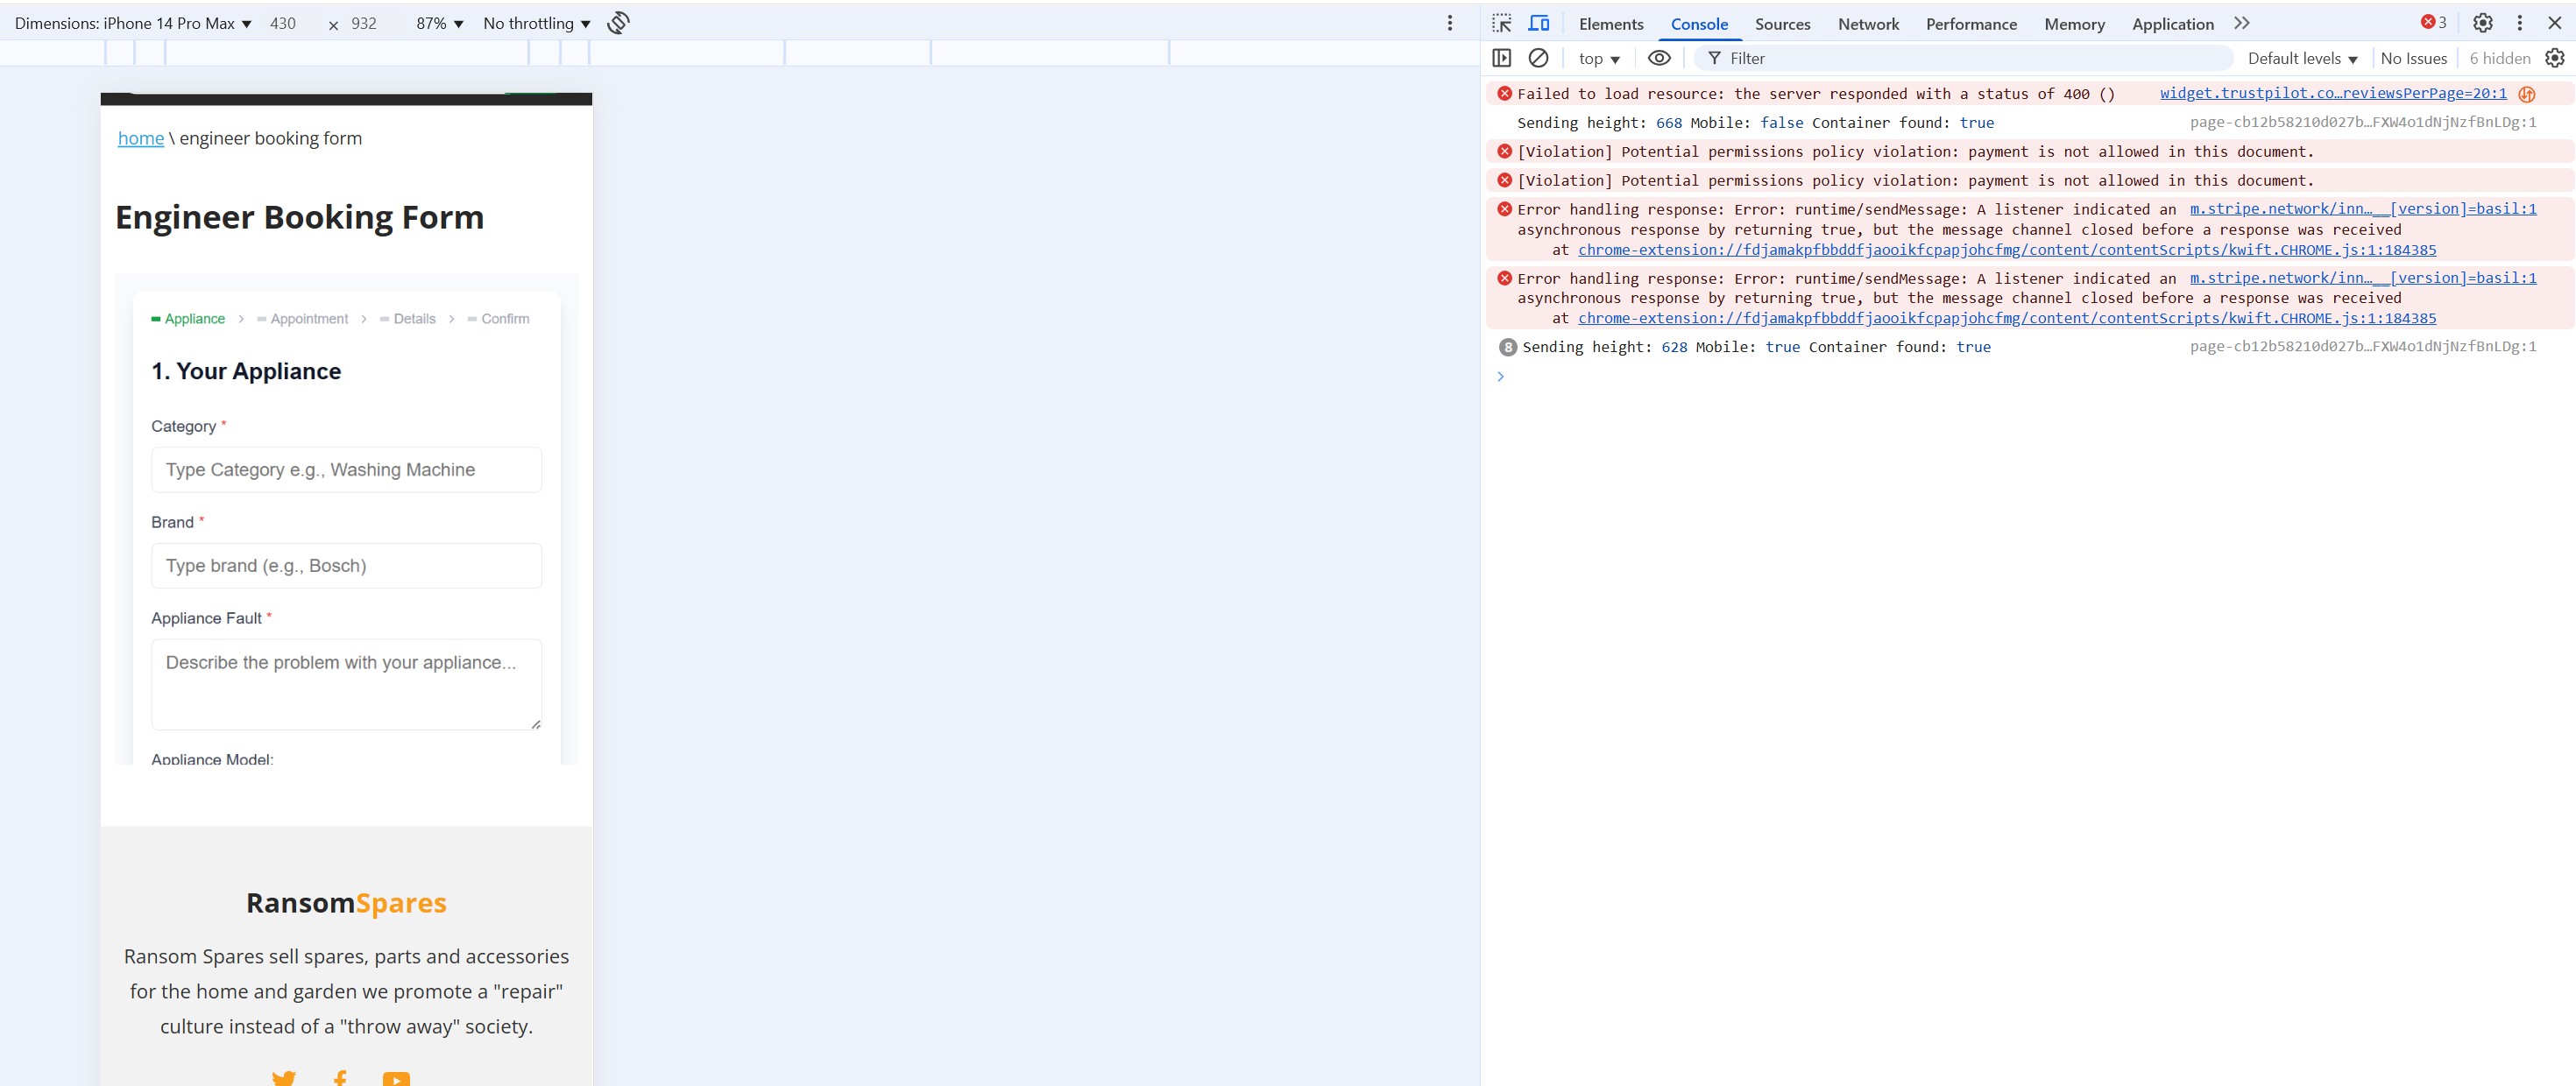 Dimensions: iPhone 14 Pro Max ▼ 430 × 932 87% ▼ No throttling ▼
Elements Console Sources Network Performance Memory Application 3
top ▼ Filter Default levels ▼ No Issues 6 hidden
home \ engineer booking form
Engineer Booking Form
Appliance > Appointment > Details > Confirm
1. Your Appliance
Category *
Type Category e.g., Washing Machine
Brand *
Type brand (e.g., Bosch)
Appliance Fault *
Describe the problem with your appliance...
Appliance Model:
RansomSpares
Ransom Spares sell spares, parts and accessories
for the home and garden we promote a "repair"
culture instead of a "throw away" society.
Failed to load resource: the server responded with a status of 400 () widget.trustpilot.co…reviewsPerPage=20:1
Sending height: 668 Mobile: false Container found: true page-cb12b58210d027b…FXW4o1dNjNzfBnLDg:1
[Violation] Potential permissions policy violation: payment is not allowed in this document.
[Violation] Potential permissions policy violation: payment is not allowed in this document.
Error handling response: Error: runtime/sendMessage: A listener indicated an m.stripe.network/inn…__[version]=basil:1
asynchronous response by returning true, but the message channel closed before a response was received
at chrome-extension://fdjamakpfbbddfjaooikfcpapjohcfmg/content/contentScripts/kwift.CHROME.js:1:184385
Error handling response: Error: runtime/sendMessage: A listener indicated an m.stripe.network/inn…__[version]=basil:1
asynchronous response by returning true, but the message channel closed before a response was received
at chrome-extension://fdjamakpfbbddfjaooikfcpapjohcfmg/content/contentScripts/kwift.CHROME.js:1:184385
8 Sending height: 628 Mobile: true Container found: true page-cb12b58210d027b…FXW4o1dNjNzfBnLDg:1